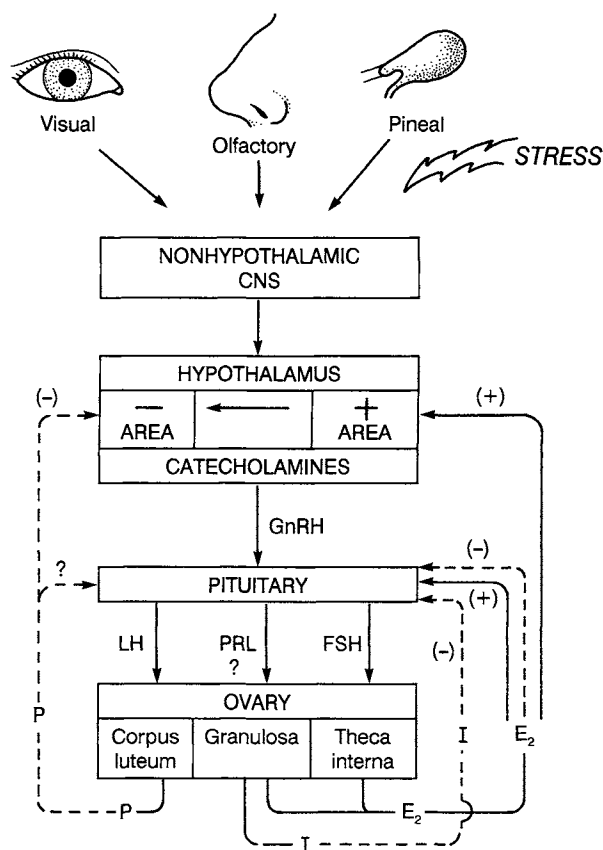 Visual
Olfactory
Pineal
STRESS
NONHYPOTHALAMIC
CNS
HYPOTHALAMUS
(–)
– AREA
+ AREA
(+)
CATECHOLAMINES
GnRH
?
(–)
PITUITARY
(+)
LH
PRL
?
FSH
(–)
OVARY
P
I
E₂
Corpus
luteum
Granulosa
Theca
interna
P
E₂
I